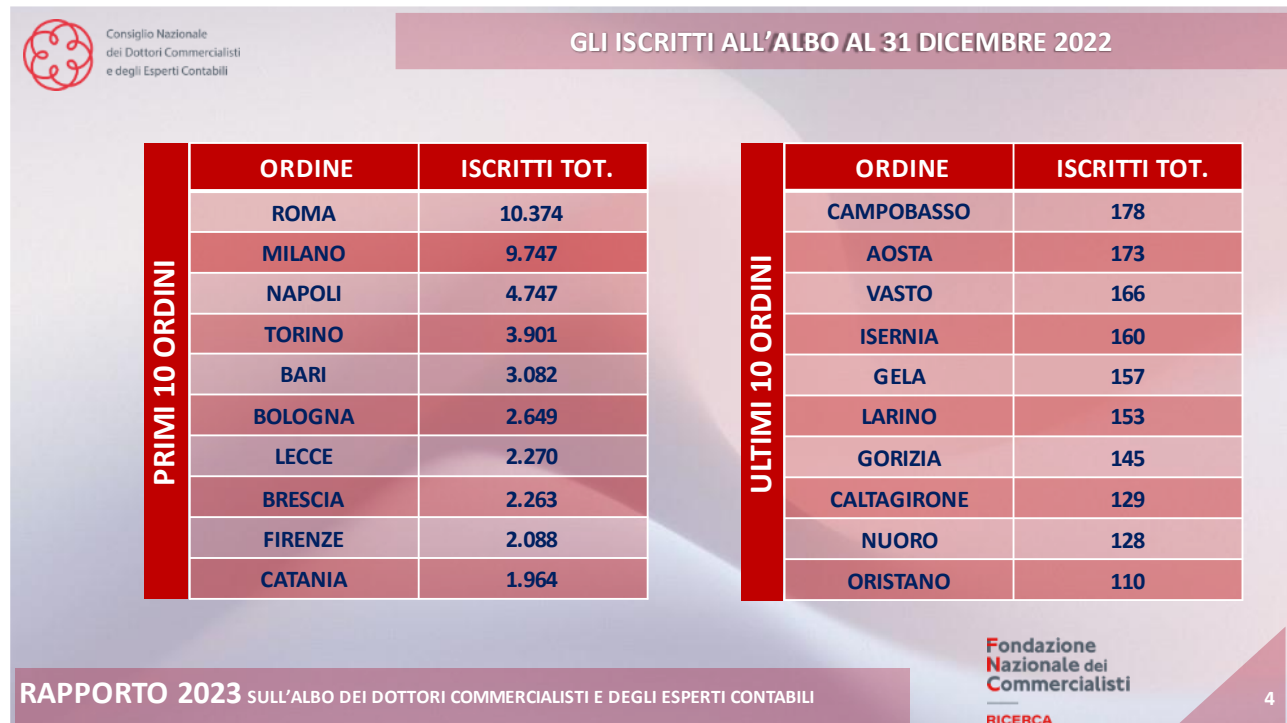 Consiglio Nazionale
dei Dottori Commercialisti
e degli Esperti Contabili
GLI ISCRITTI ALL'ALBO AL 31 DICEMBRE 2022
PRIMI 10 ORDINI
ORDINE ISCRITTI TOT.
ROMA 10.374
MILANO 9.747
NAPOLI 4.747
TORINO 3.901
BARI 3.082
BOLOGNA 2.649
LECCE 2.270
BRESCIA 2.263
FIRENZE 2.088
CATANIA 1.964
ULTIMI 10 ORDINI
ORDINE ISCRITTI TOT.
CAMPOBASSO 178
AOSTA 173
VASTO 166
ISERNIA 160
GELA 157
LARINO 153
GORIZIA 145
CALTAGIRONE 129
NUORO 128
ORISTANO 110
RAPPORTO 2023 SULL'ALBO DEI DOTTORI COMMERCIALISTI E DEGLI ESPERTI CONTABILI
Fondazione
Nazionale dei
Commercialisti
RICERCA
4